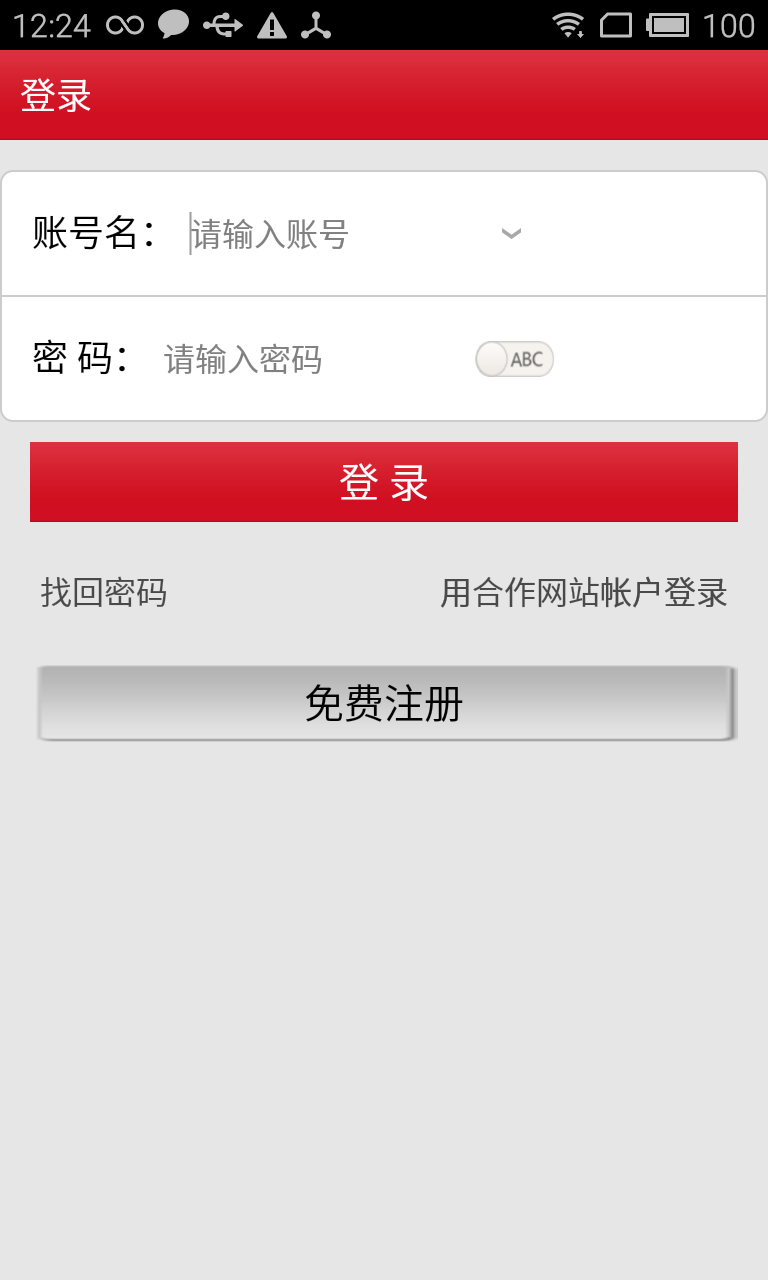 12:24 100
登录
账号名： 请输入账号
密 码： 请输入密码 ABC
登 录
找回密码 用合作网站帐户登录
免费注册